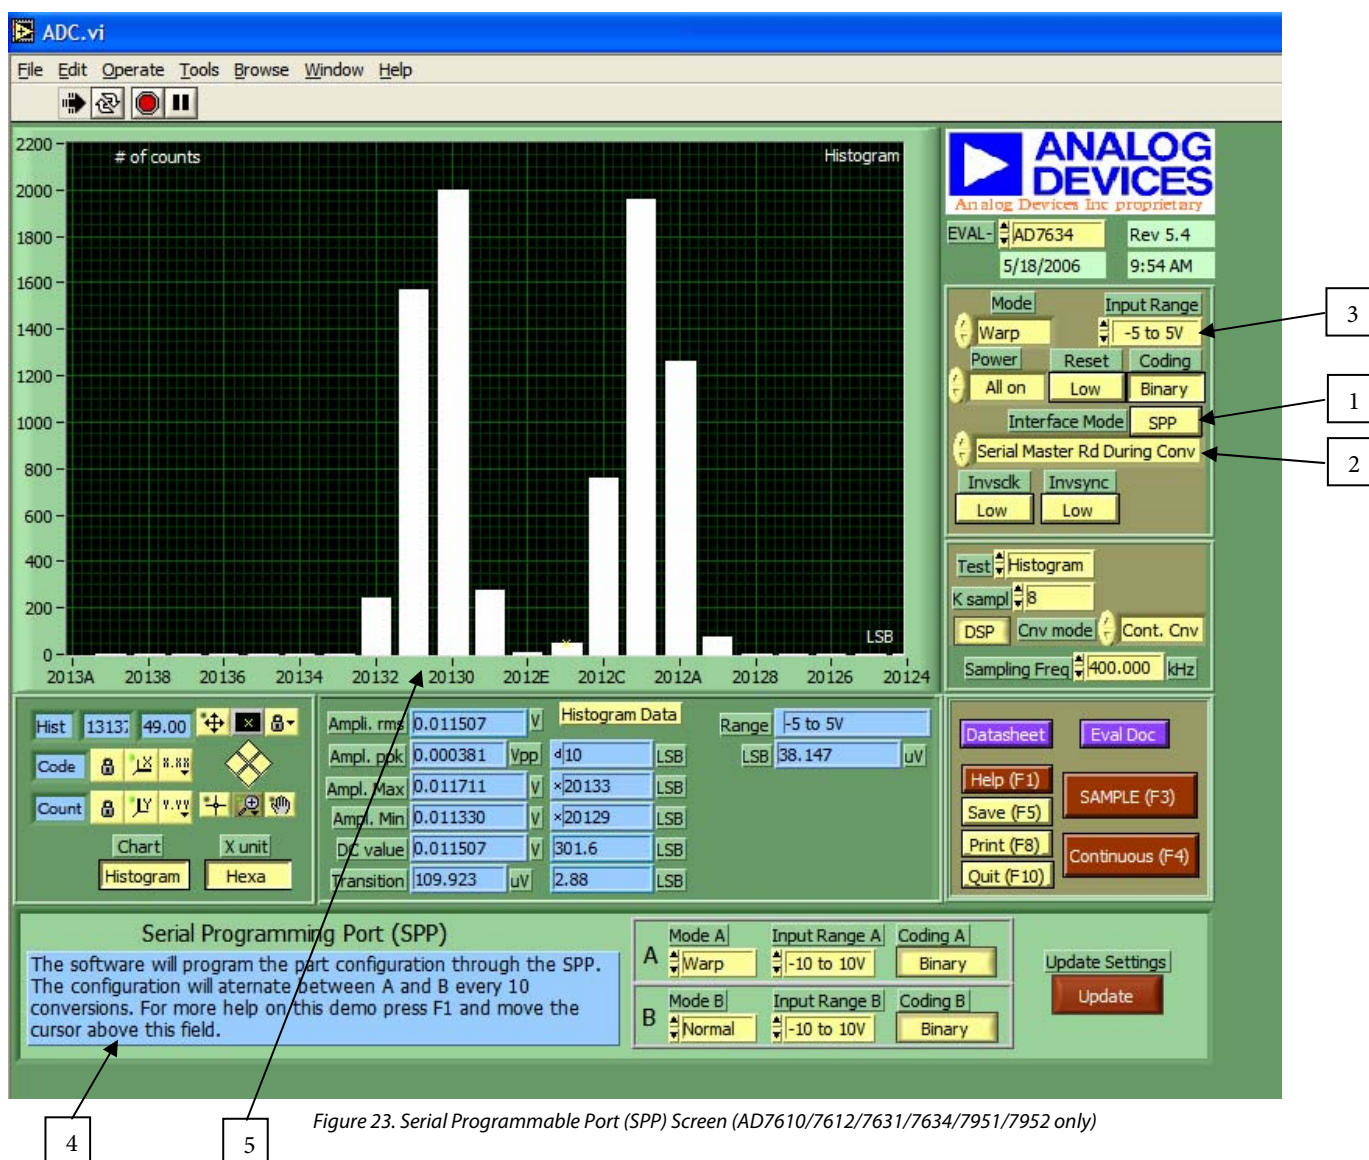 ADC.vi
File Edit Operate Tools Browse Window Help
2200
2000
1800
1600
1400
1200
1000
800
600
400
200
0
# of counts
Histogram
LSB
2013A 20138 20136 20134 20132 20130 2012E 2012C 2012A 20128 20126 20124
ANALOG
DEVICES
Analog Devices Inc proprietary
EVAL- AD7634 Rev 5.4
5/18/2006 9:54 AM
Mode Input Range
Warp -5 to 5V
Power Reset Coding
All on Low Binary
Interface Mode SPP
Serial Master Rd During Conv
Invsclk Invsync
Low Low
3
1
2
Test Histogram
K sampl 8
DSP Cnv mode Cont. Cnv
Sampling Freq 400.000 kHz
Hist 49.00
Code
Count
Chart X unit
Histogram Hexa
Ampli. rms 0.011507 V Histogram Data Range -5 to 5V
Ampl. ppk 0.000381 Vpp d 10 LSB LSB 38.147 uV
Ampl. Max 0.011711 V x 20133 LSB
Ampl. Min 0.011330 V x 20129 LSB
DC value 0.011507 V 301.6 LSB
Transition 109.923 uV 2.88 LSB
Datasheet Eval Doc
Help (F1)
Save (F5)
Print (F8)
Quit (F10)
SAMPLE (F3)
Continuous (F4)
Serial Programming Port (SPP)
The software will program the part configuration through the SPP.
The configuration will aternate between A and B every 10
conversions. For more help on this demo press F1 and move the
cursor above this field.
Mode A Input Range A Coding A
A Warp -10 to 10V Binary
Mode B Input Range B Coding B
B Normal -10 to 10V Binary
Update Settings
Update
4
5
Figure 23. Serial Programmable Port (SPP) Screen (AD7610/7612/7631/7634/7951/7952 only)